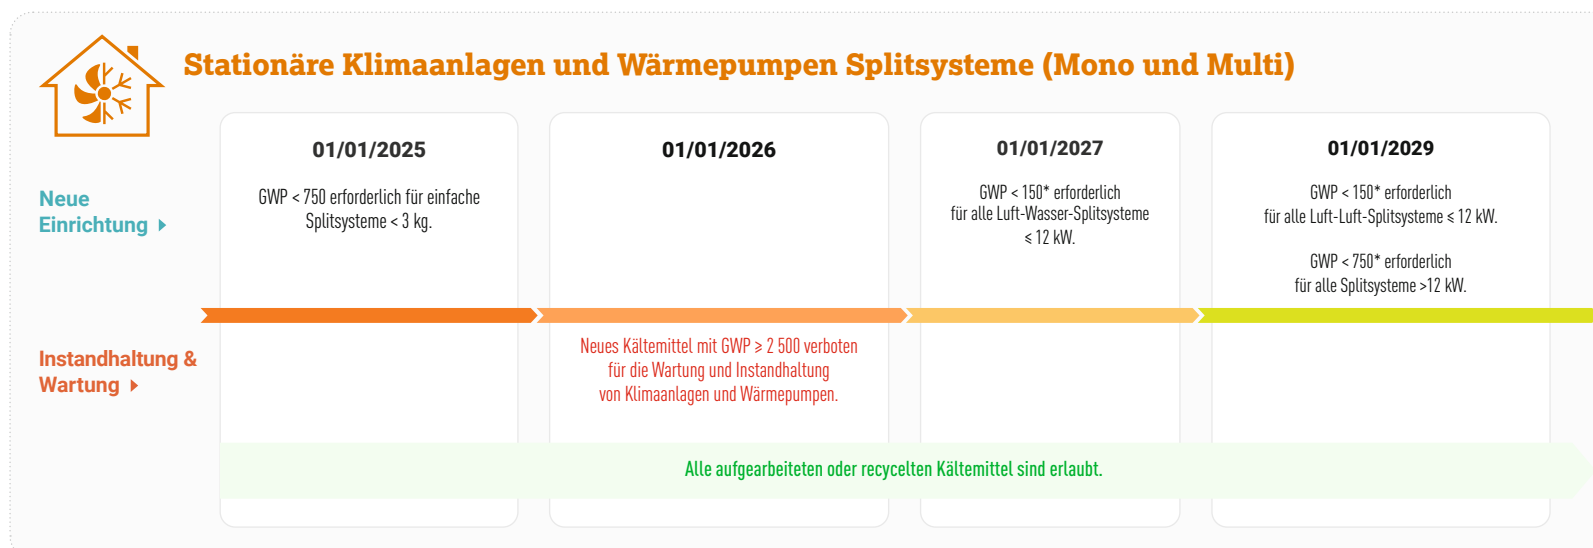 Stationäre Klimaanlagen und Wärmepumpen Splitsysteme (Mono und Multi)
01/01/2025
01/01/2026
01/01/2027
01/01/2029
Neue
Einrichtung
GWP < 750 erforderlich für einfache
Splitsysteme < 3 kg.
GWP < 150* erforderlich
für alle Luft-Wasser-Splitsysteme
⩽ 12 kW.
GWP < 150* erforderlich
für alle Luft-Luft-Splitsysteme ⩽ 12 kW.
GWP < 750* erforderlich
für alle Splitsysteme >12 kW.
Instandhaltung &
Wartung
Neues Kältemittel mit GWP ⩾ 2 500 verboten
für die Wartung und Instandhaltung
von Klimaanlagen und Wärmepumpen.
Alle aufgearbeiteten oder recycelten Kältemittel sind erlaubt.